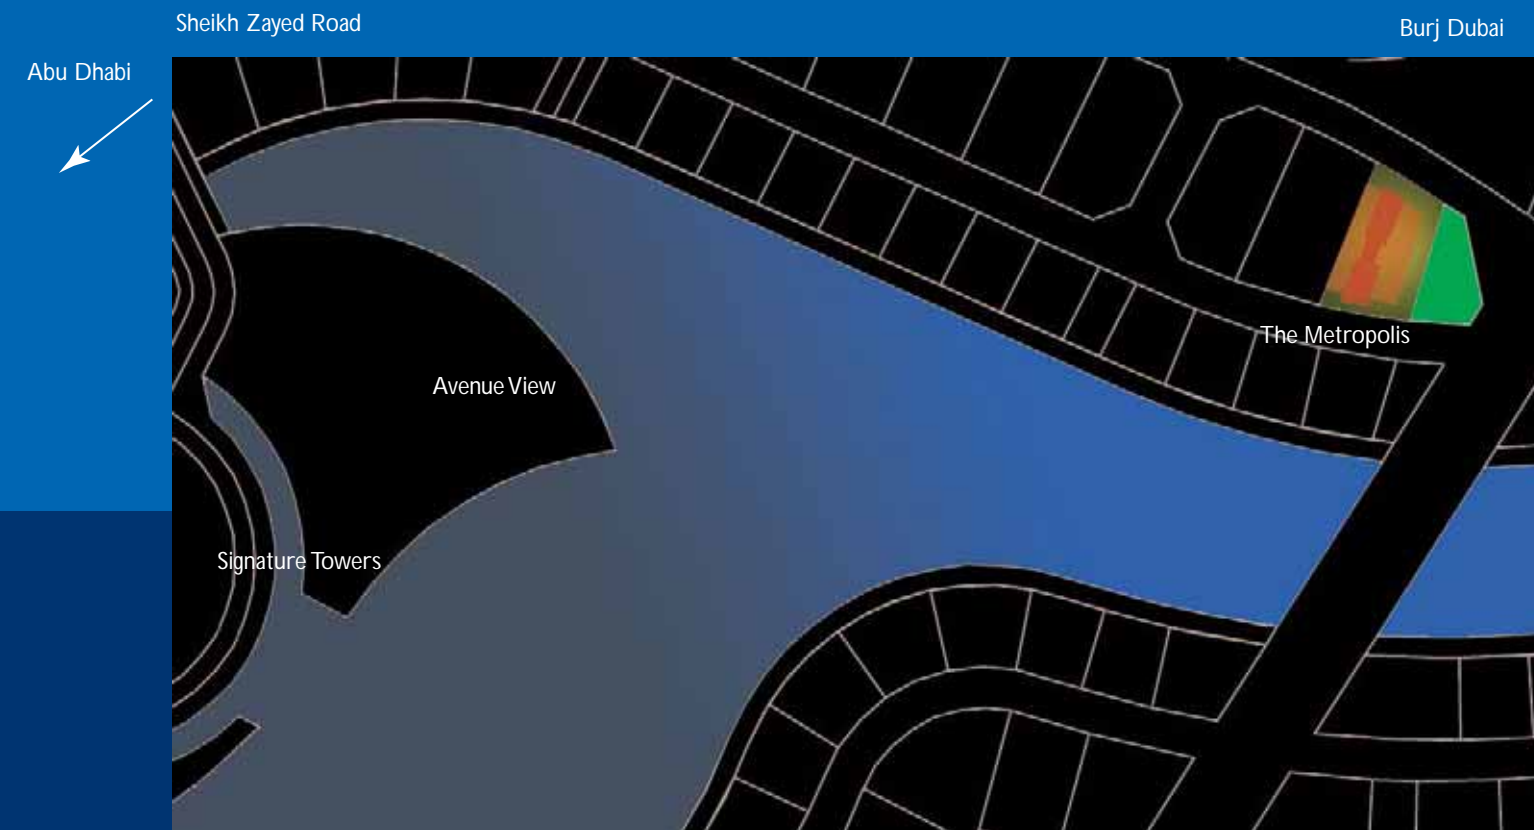 Sheikh Zayed Road
Burj Dubai
Abu Dhabi
The Metropolis
Avenue View
Signature Towers